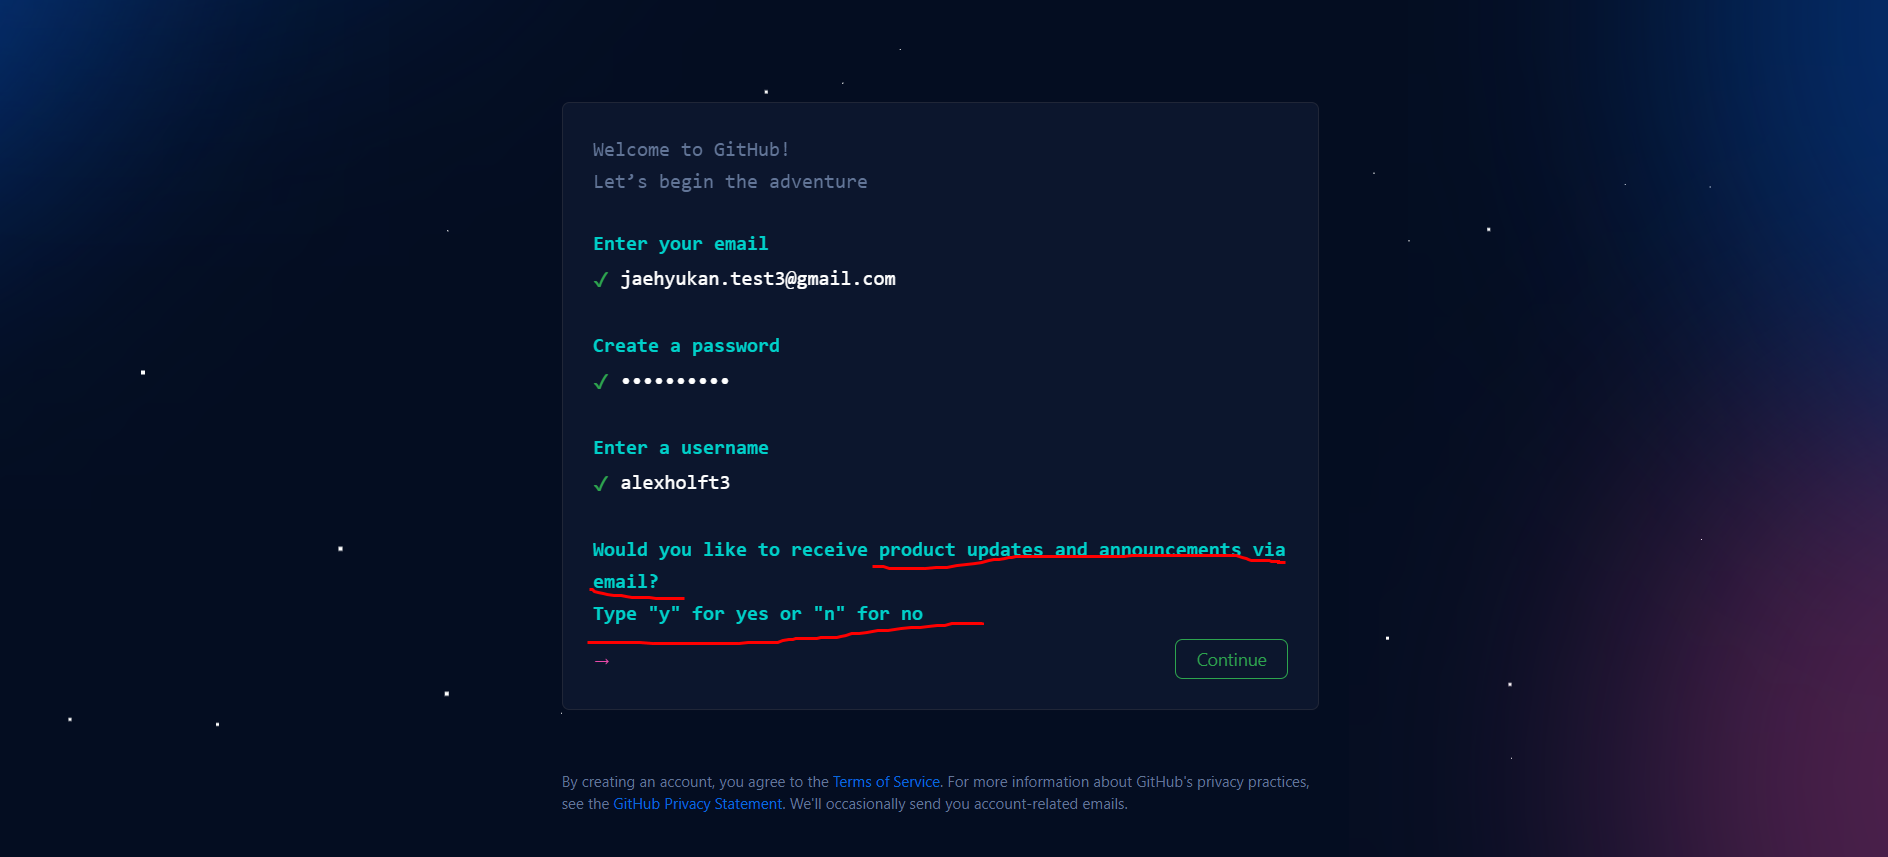 Welcome to GitHub!
Let’s begin the adventure
Enter your email
✓ jaehyukan.test3@gmail.com
Create a password
✓ ••••••••••
Enter a username
✓ alexholft3
Would you like to receive product updates and announcements via
email?
Type "y" for yes or "n" for no
→ Continue
By creating an account, you agree to the Terms of Service. For more information about GitHub's privacy practices,
see the GitHub Privacy Statement. We'll occasionally send you account-related emails.